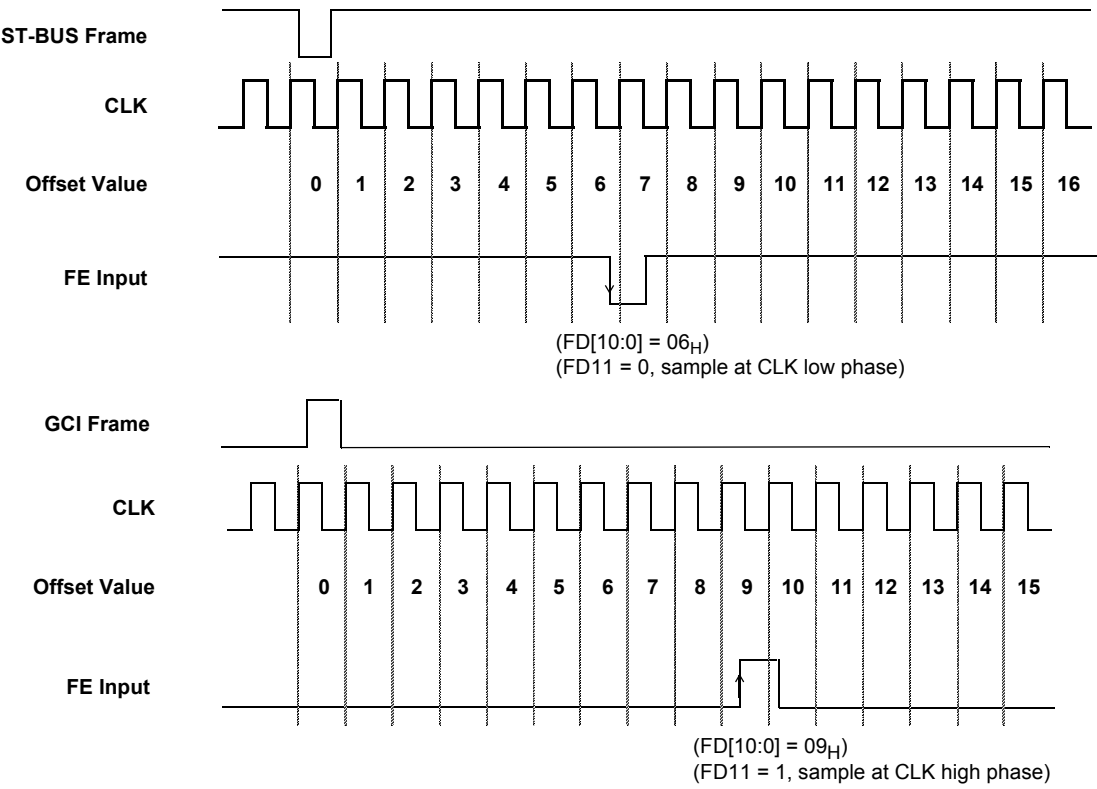 ST-BUS Frame
CLK
Offset Value 0 1 2 3 4 5 6 7 8 9 10 11 12 13 14 15 16
FE Input
(FD[10:0] = 06H)
(FD11 = 0, sample at CLK low phase)
GCI Frame
CLK
Offset Value 0 1 2 3 4 5 6 7 8 9 10 11 12 13 14 15
FE Input
(FD[10:0] = 09H)
(FD11 = 1, sample at CLK high phase)